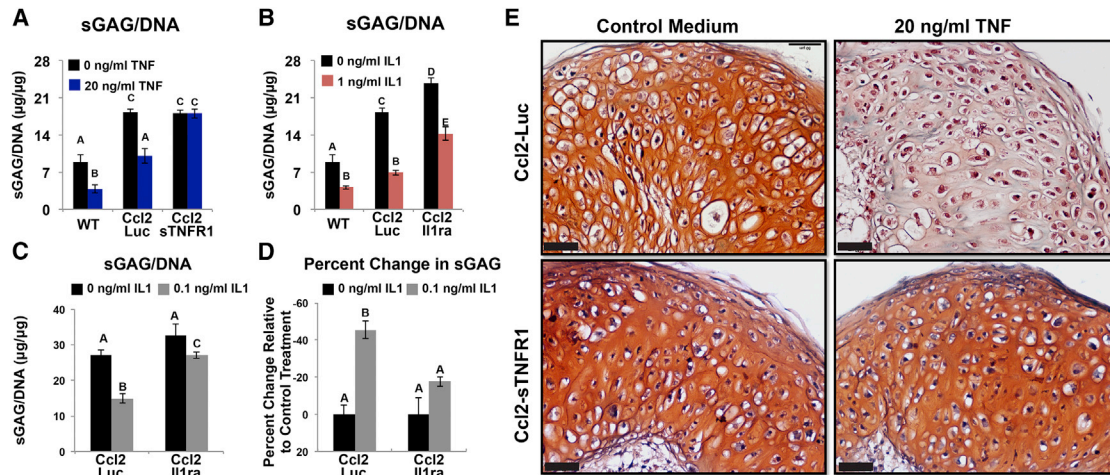 A
sGAG/DNA
sGAG/DNA (µg/µg)
28
21
14
7
0
0 ng/ml TNF
20 ng/ml TNF
A
B
C
A
C
C
WT
Ccl2
Luc
Ccl2
sTNFR1
B
sGAG/DNA
sGAG/DNA (µg/µg)
28
21
14
7
0
0 ng/ml IL1
1 ng/ml IL1
A
B
C
B
D
E
WT
Ccl2
Luc
Ccl2
Il1ra
C
sGAG/DNA
0 ng/ml IL1
0.1 ng/ml IL1
sGAG/DNA (µg/µg)
40
30
20
10
0
A
B
A
C
Ccl2
Luc
Ccl2
Il1ra
D
Percent Change in sGAG
0 ng/ml IL1
0.1 ng/ml IL1
Percent Change Relative
to Control Treatment
-60
-40
-20
0
20
A
B
A
A
Ccl2
Luc
Ccl2
Il1ra
E
Control Medium
20 ng/ml TNF
Ccl2-Luc
Ccl2-sTNFR1